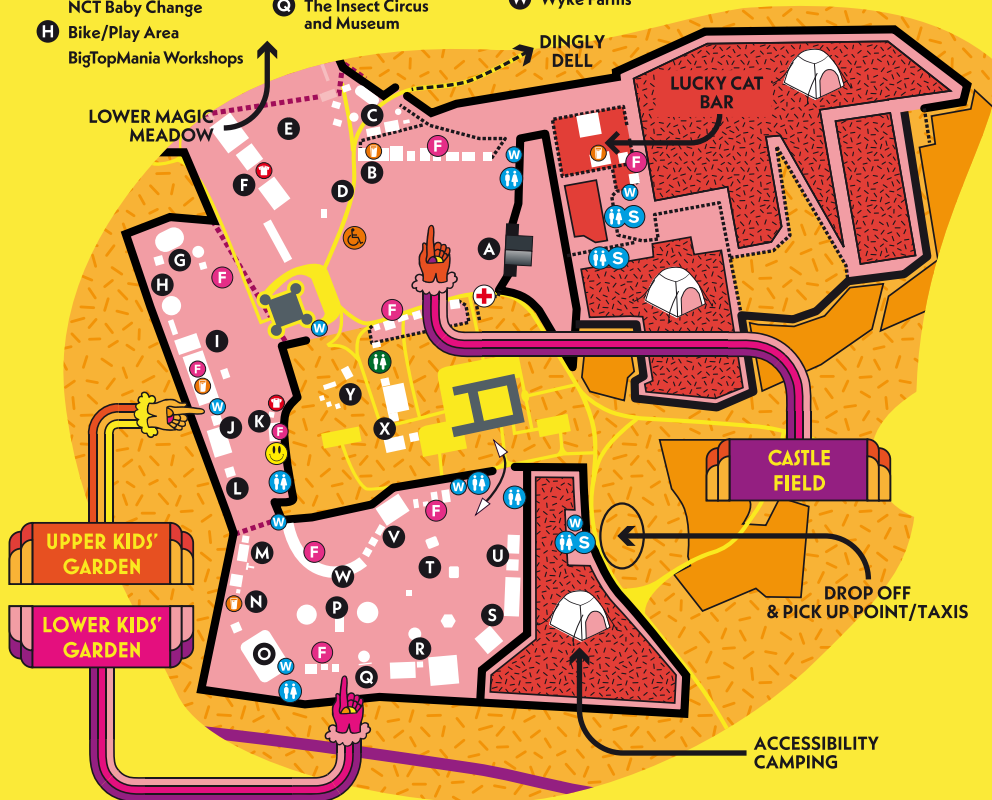 NCT Baby Change
H Bike/Play Area
BigTopMania Workshops
Q The Insect Circus
and Museum
W Wyke Farms
DINGLY
DELL
LUCKY CAT
BAR
LOWER MAGIC
MEADOW
C
E
F
B
W
F
F
D
W
S
A
S
G
H
F
F
W
I
F
W
Y
J
K
F
X
L
CASTLE
FIELD
W
F
W
W
V
S
UPPER KIDS'
GARDEN
M
F
W
T
U
DROP OFF
& PICK UP POINT/TAXIS
N
P
S
LOWER KIDS'
GARDEN
O
W
F
Q
R
ACCESSIBILITY
CAMPING